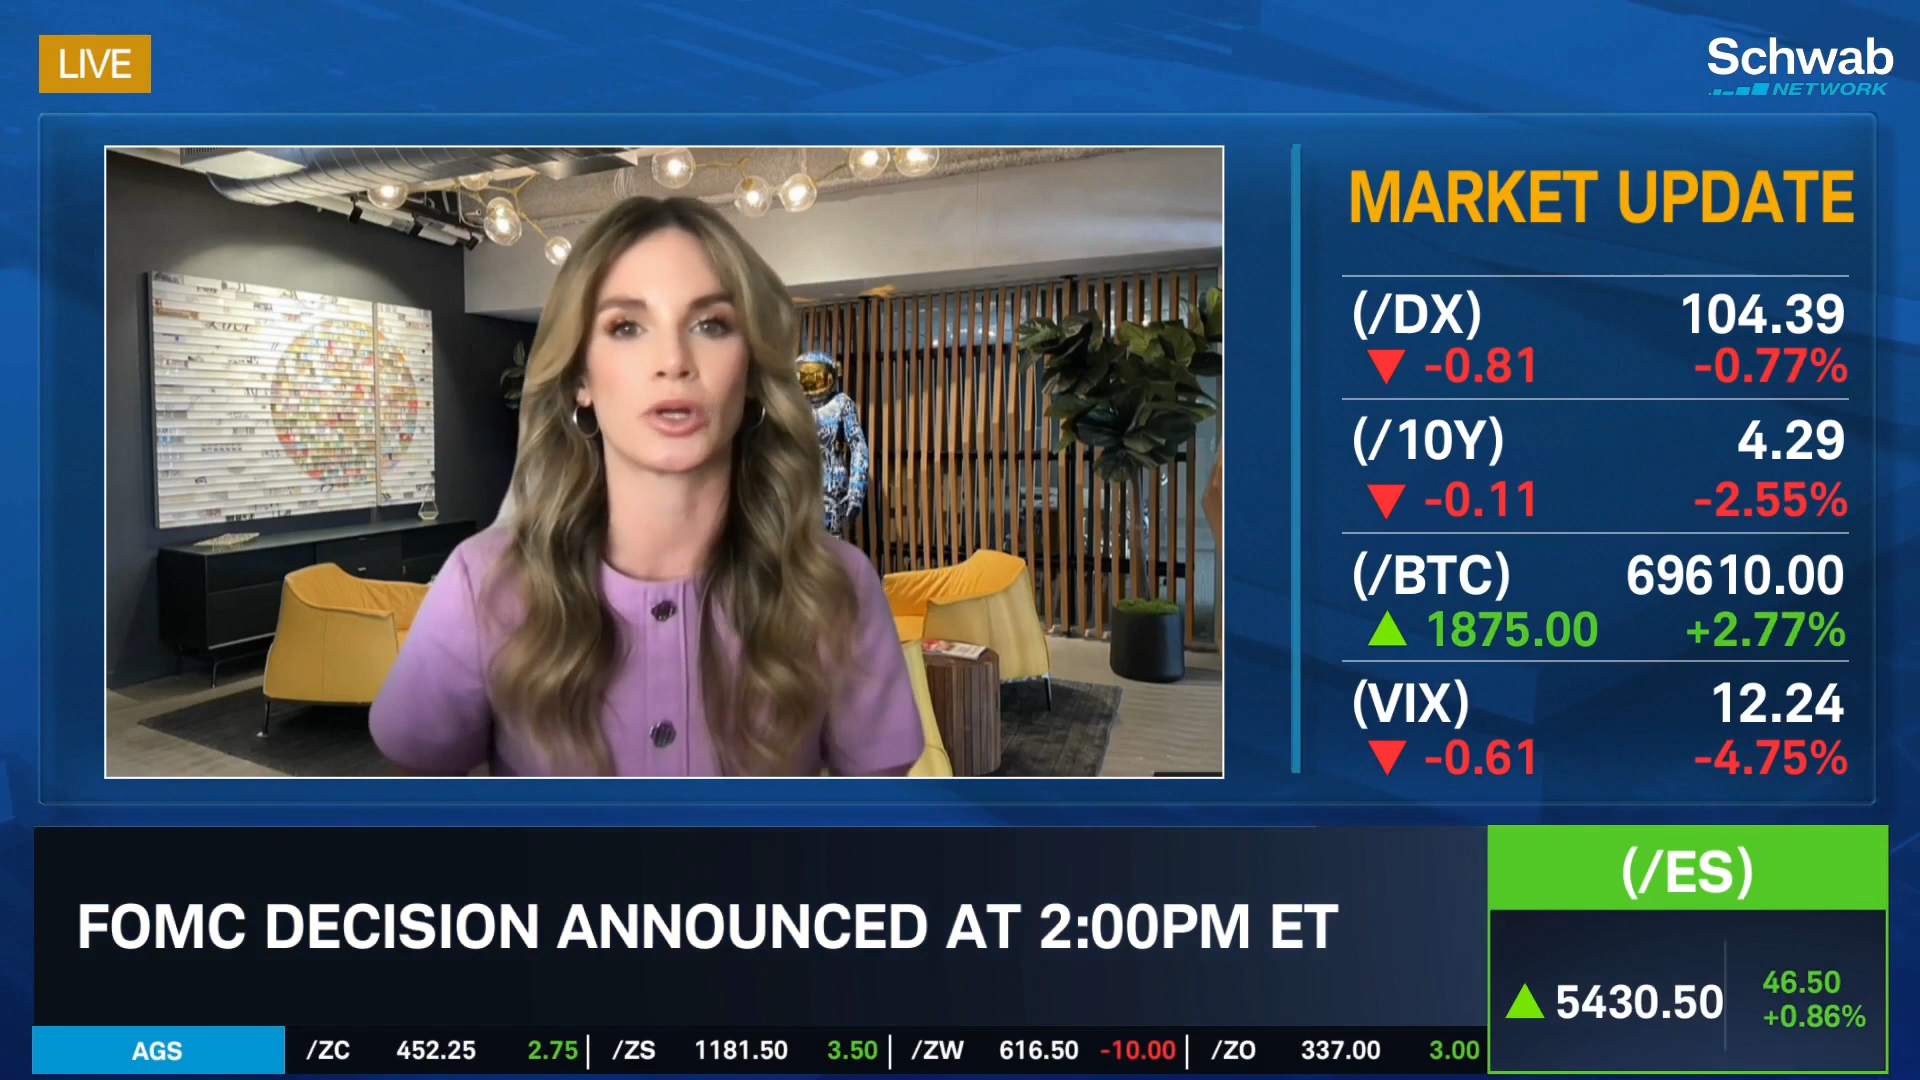 LIVE
Schwab
NETWORK
MARKET UPDATE
(/DX) 104.39
-0.81 -0.77%
(/10Y) 4.29
-0.11 -2.55%
(/BTC) 69610.00
1875.00 +2.77%
(VIX) 12.24
-0.61 -4.75%
FOMC DECISION ANNOUNCED AT 2:00PM ET
(/ES)
5430.50 46.50
+0.86%
AGS /ZC 452.25 2.75 /ZS 1181.50 3.50 /ZW 616.50 -10.00 /ZO 337.00 3.00